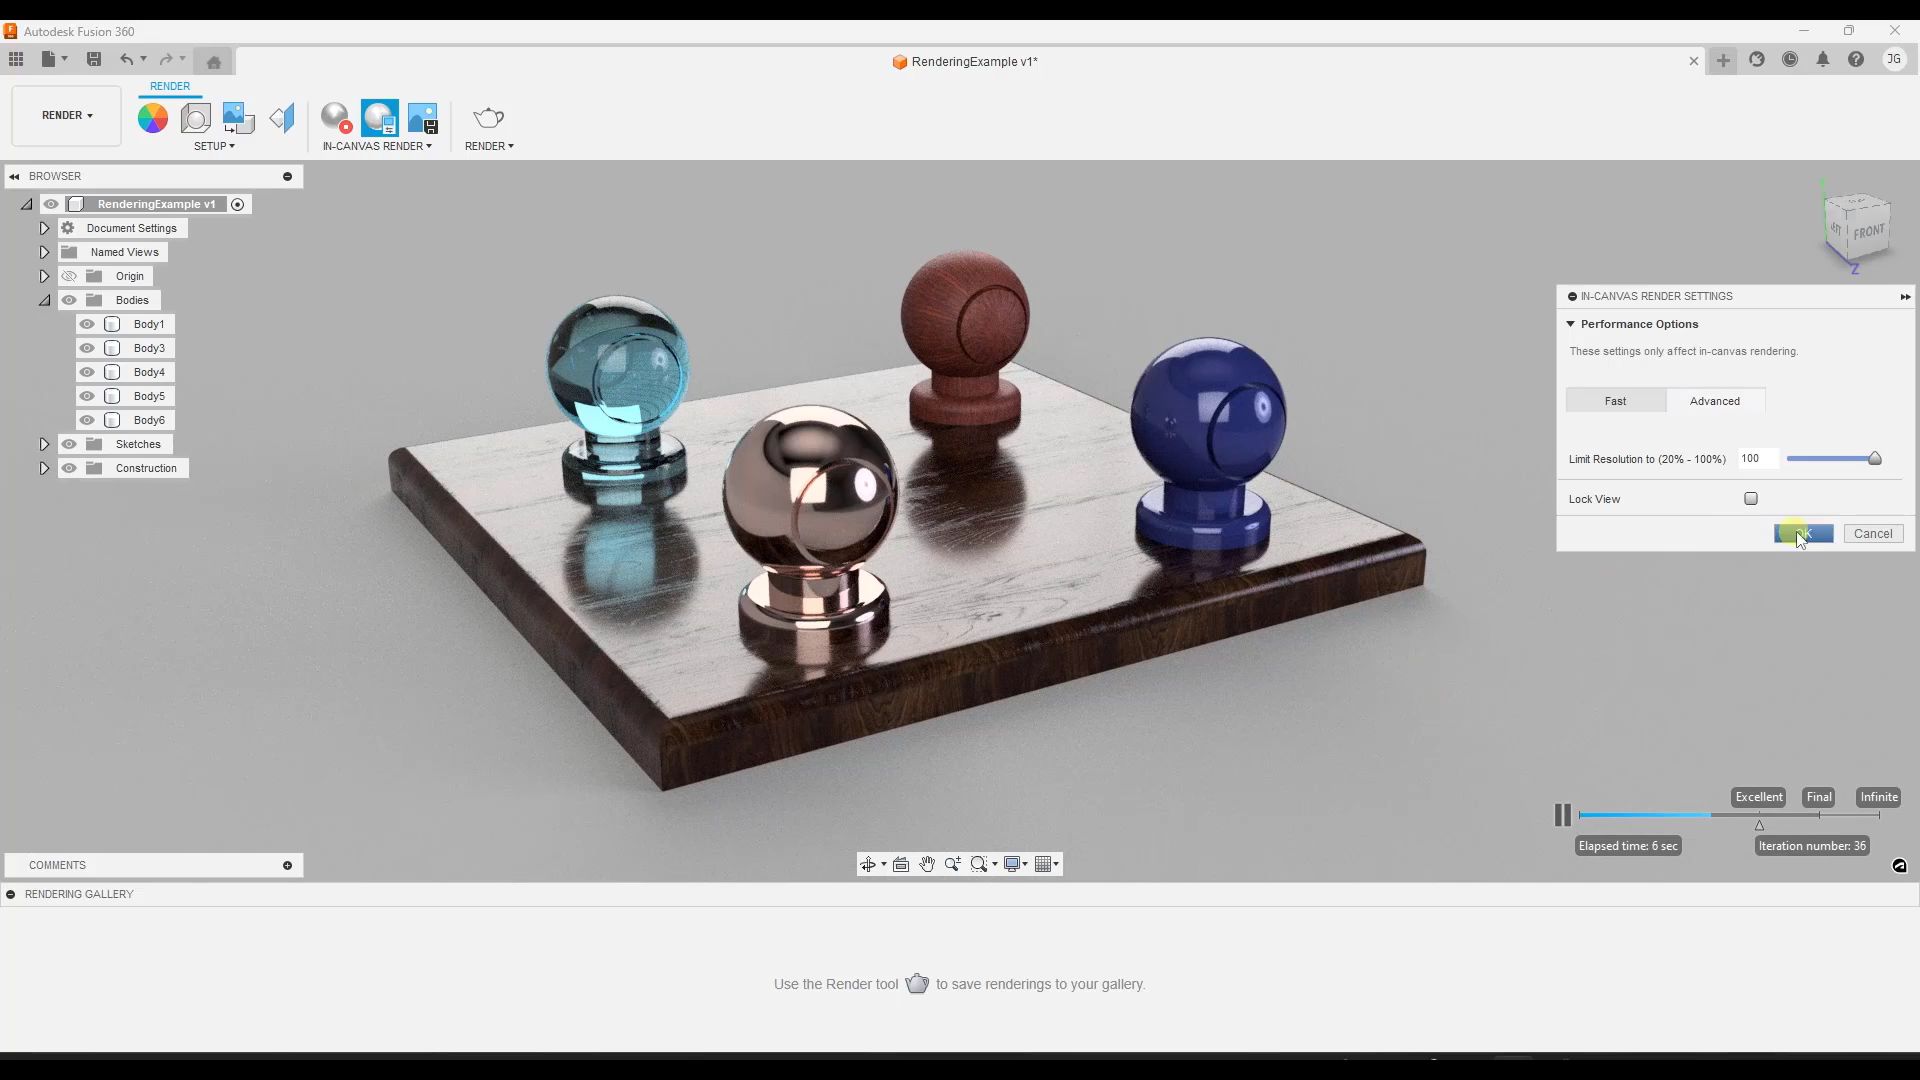 Autodesk Fusion 360
RenderingExample v1*
JG
RENDER
RENDER
SETUP
IN-CANVAS RENDER
RENDER
BROWSER
RenderingExample v1
Document Settings
Named Views
Origin
Bodies
Body1
Body3
Body4
Body5
Body6
Sketches
Construction
FRONT
LEFT
Z
IN-CANVAS RENDER SETTINGS
Performance Options
These settings only affect in-canvas rendering.
Fast
Advanced
Limit Resolution to (20% - 100%)
100
Lock View
OK
Cancel
Excellent
Final
Infinite
Elapsed time: 6 sec
Iteration number: 36
COMMENTS
RENDERING GALLERY
Use the Render tool to save renderings to your gallery.